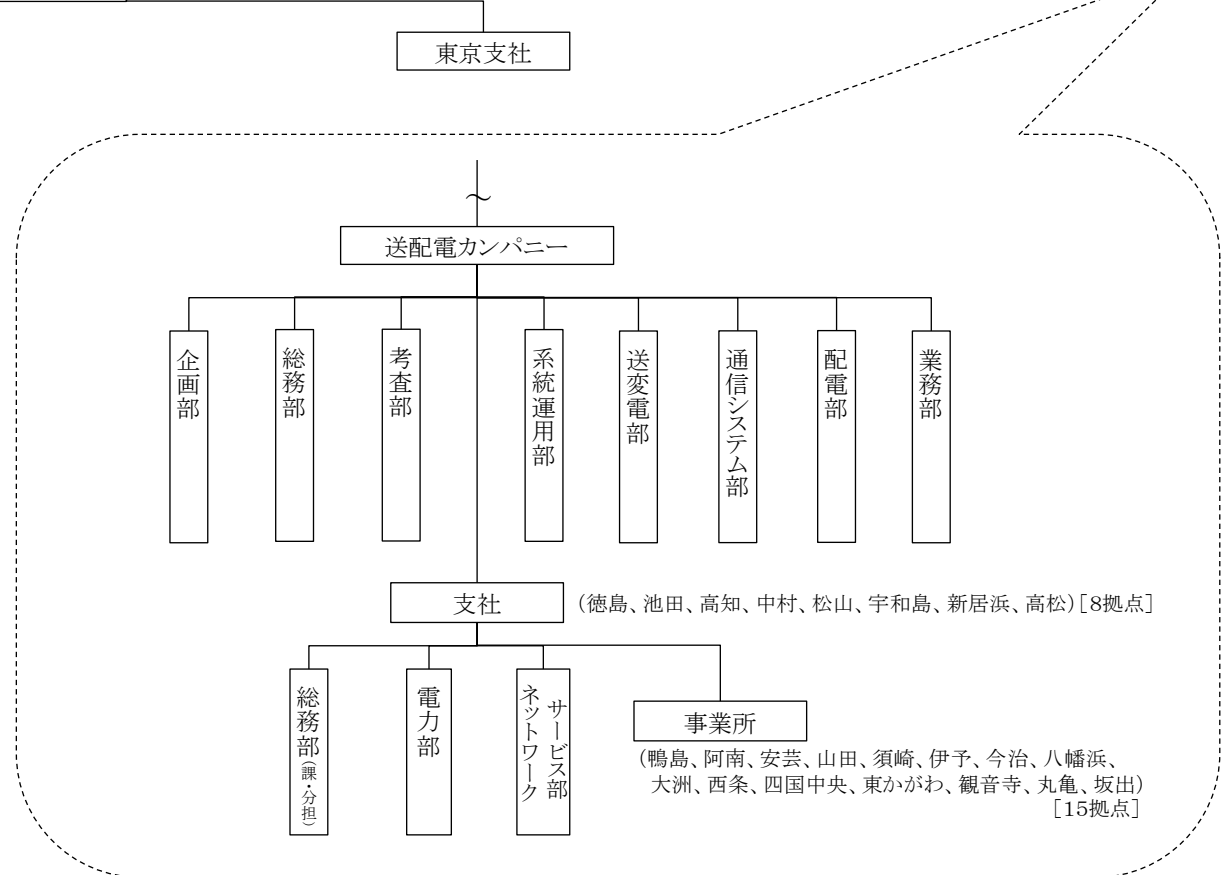 東京支社
～
送配電カンパニー
企画部
総務部
考査部
系統運用部
送変電部
通信システム部
配電部
業務部
支社
(徳島、池田、高知、中村、松山、宇和島、新居浜、高松)[8拠点]
総務部(課・分担)
電力部
ネットワーク
サービス部
事業所
(鴨島、阿南、安芸、山田、須崎、伊予、今治、八幡浜、
大洲、西条、四国中央、東かがわ、観音寺、丸亀、坂出)
[15拠点]